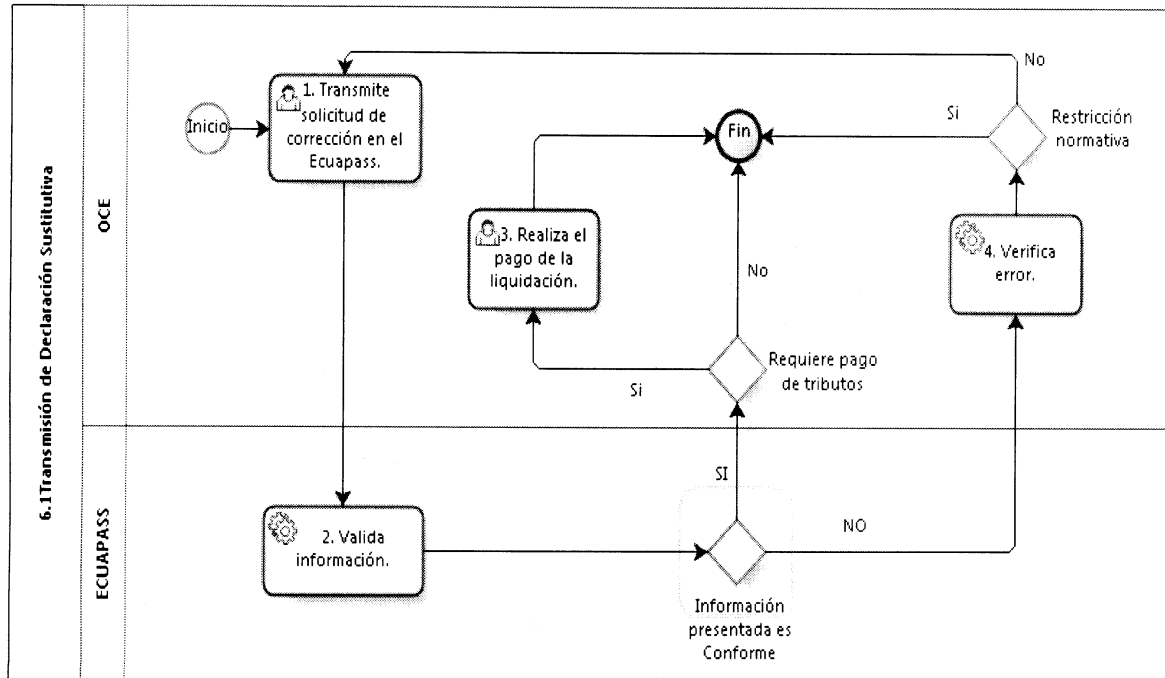 6.1Transmisión de Declaración Sustitutiva
OCE
Inicio
1. Transmite
solicitud de
corrección en el
Ecuapass.
Fin
No
Si
Restricción
normativa
3. Realiza el
pago de la
liquidación.
No
4. Verifica
error.
Si
Requiere pago
de tributos
ECUAPASS
SI
2. Valida
información.
NO
Información
presentada es
Conforme